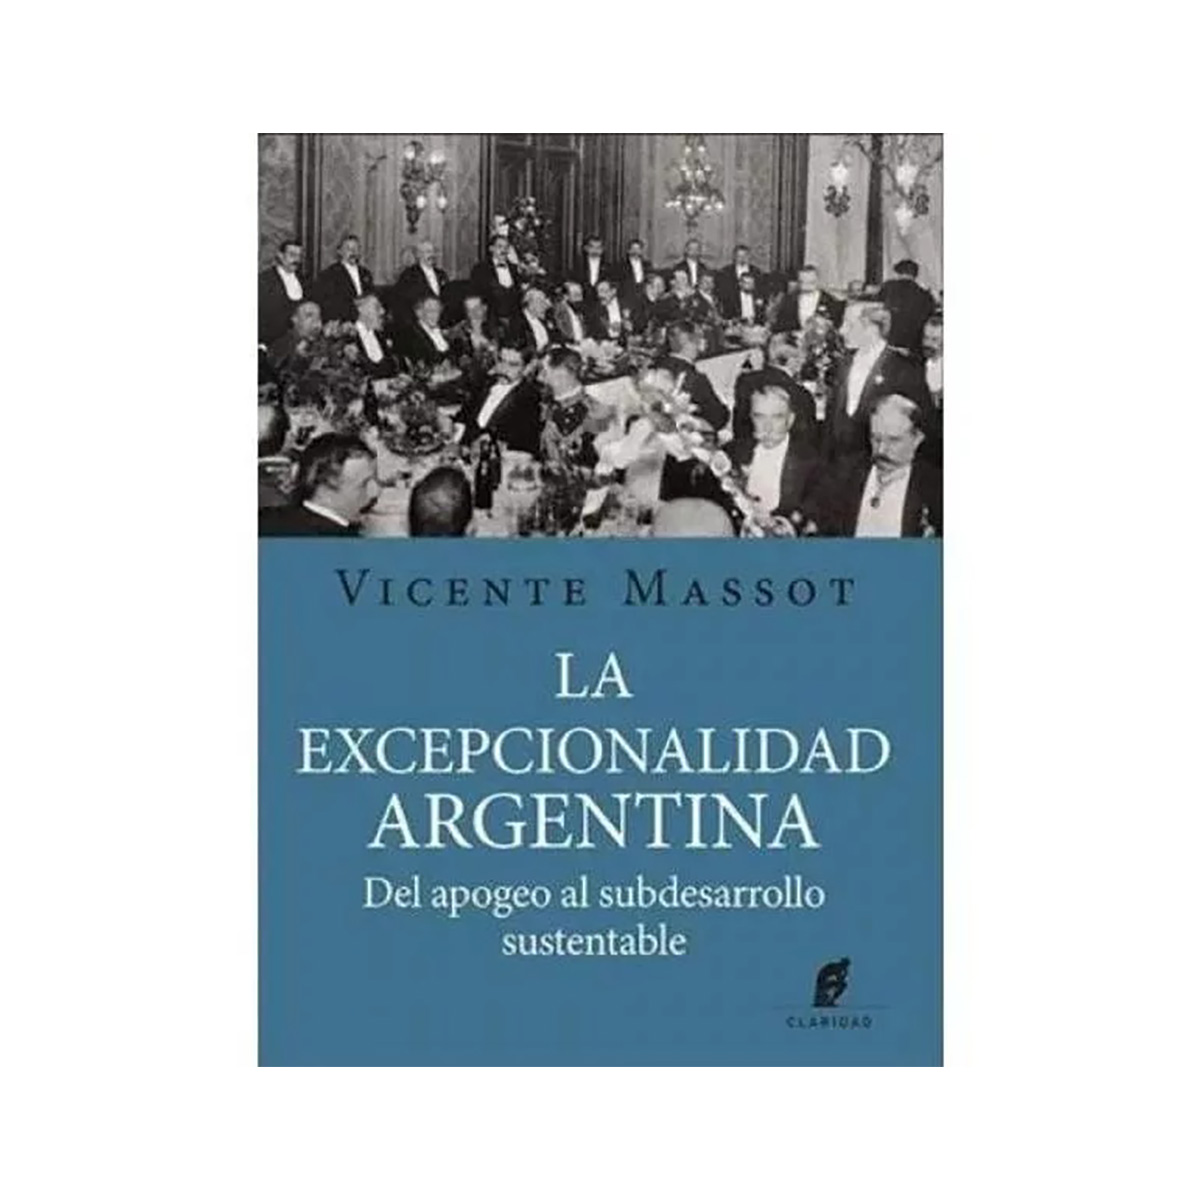 VICENTE MASSOT
LA
EXCEPCIONALIDAD
ARGENTINA
Del apogeo al subdesarrollo
sustentable
CLARIDAD